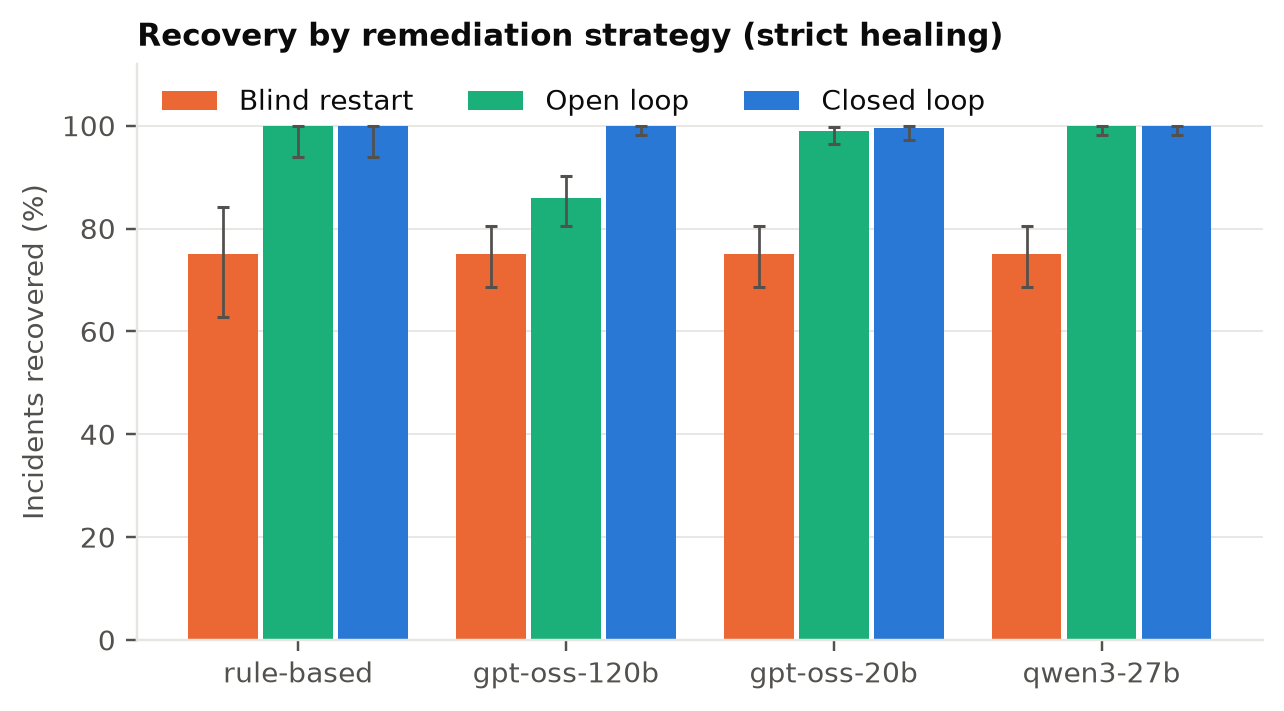 Recovery by remediation strategy (strict healing)
Blind restart Open loop Closed loop
Incidents recovered (%)
100
80
60
40
20
0
rule-based gpt-oss-120b gpt-oss-20b qwen3-27b